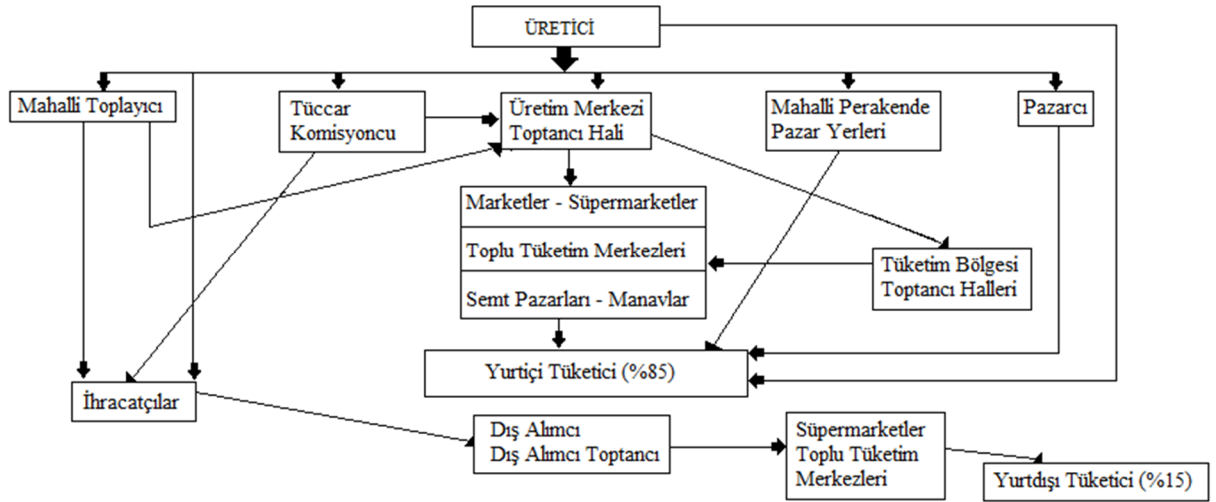 ÜRETİCİ
Mahalli Toplayıcı
Tüccar
Komisyoncu
Üretim Merkezi
Toptancı Hali
Mahalli Perakende
Pazar Yerleri
Pazarcı
Marketler - Süpermarketler
Toplu Tüketim Merkezleri
Semt Pazarları - Manavlar
Tüketim Bölgesi
Toptancı Halleri
Yurtiçi Tüketici (%85)
İhracatçılar
Dış Alımcı
Dış Alımcı Toptancı
Süpermarketler
Toplu Tüketim
Merkezleri
Yurtdışı Tüketici (%15)